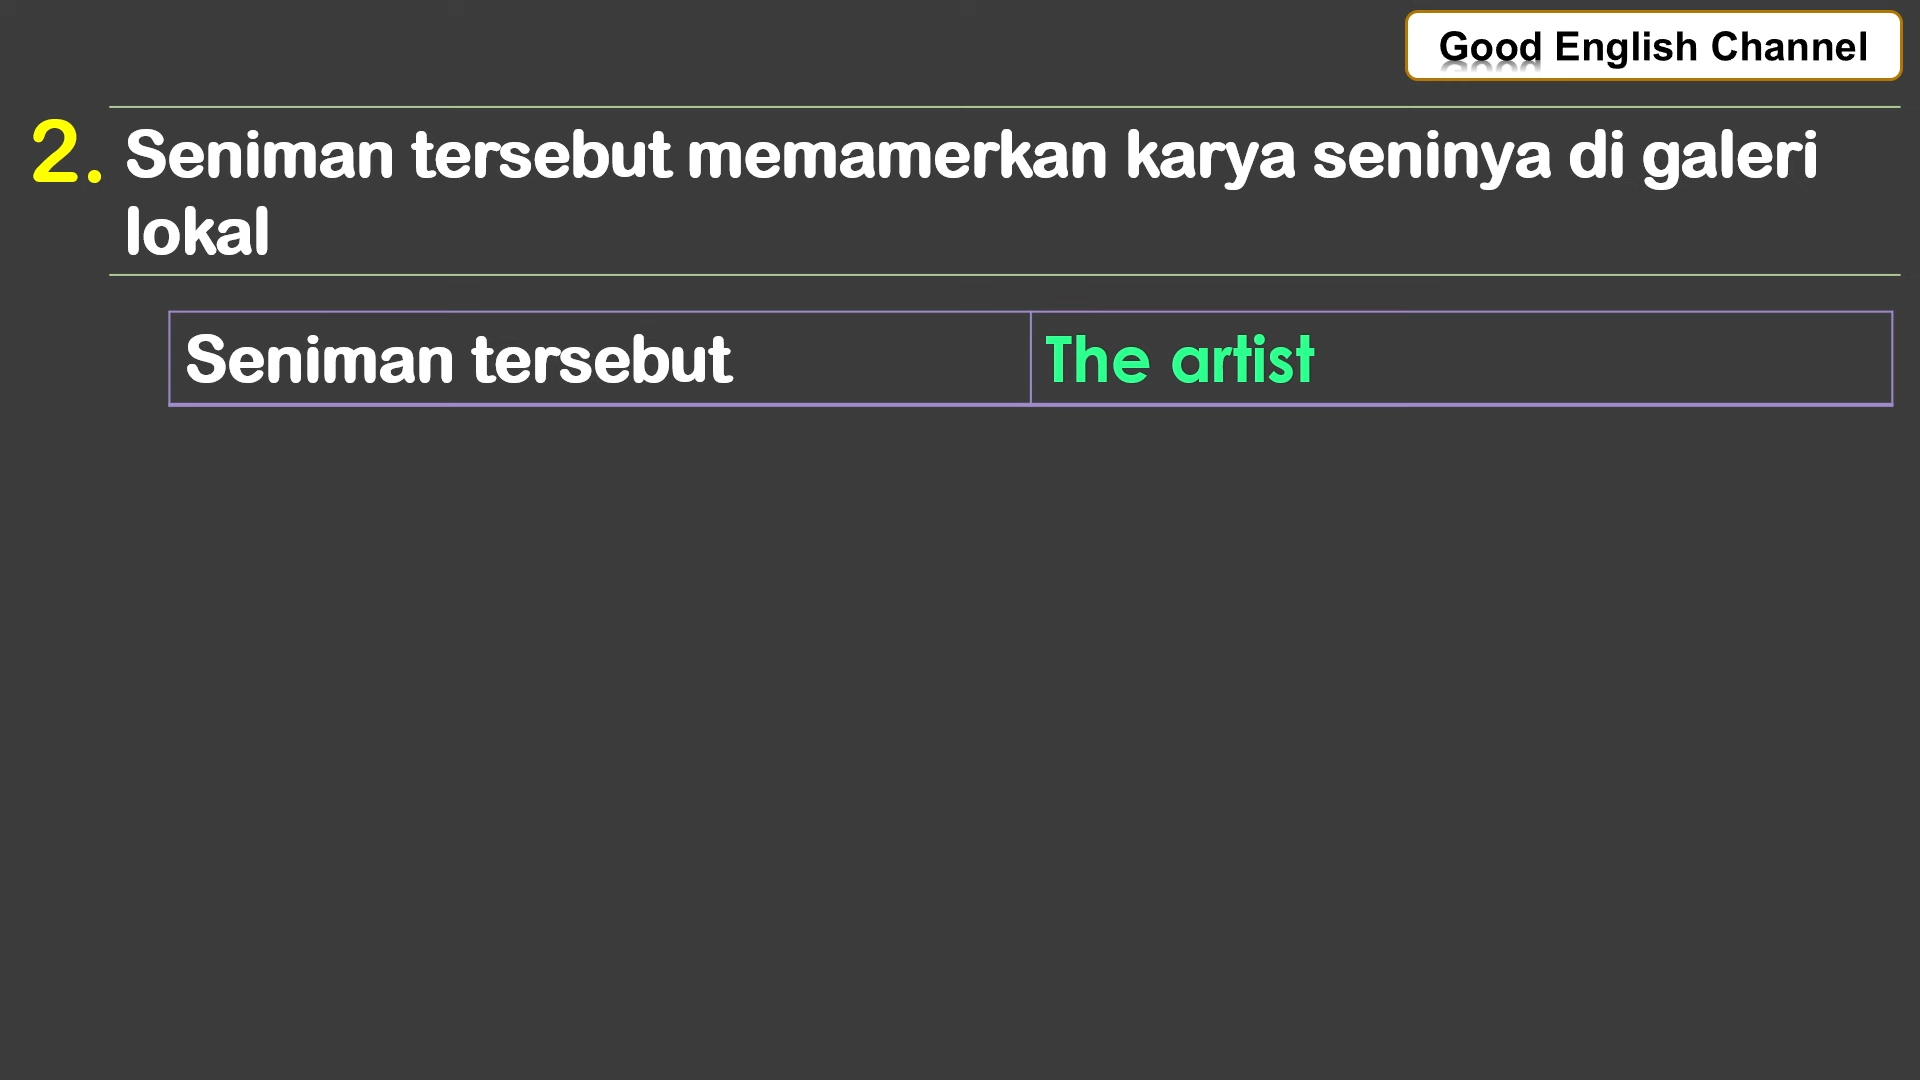 Good English Channel
2. Seniman tersebut memamerkan karya seninya di galeri
lokal
Seniman tersebut The artist